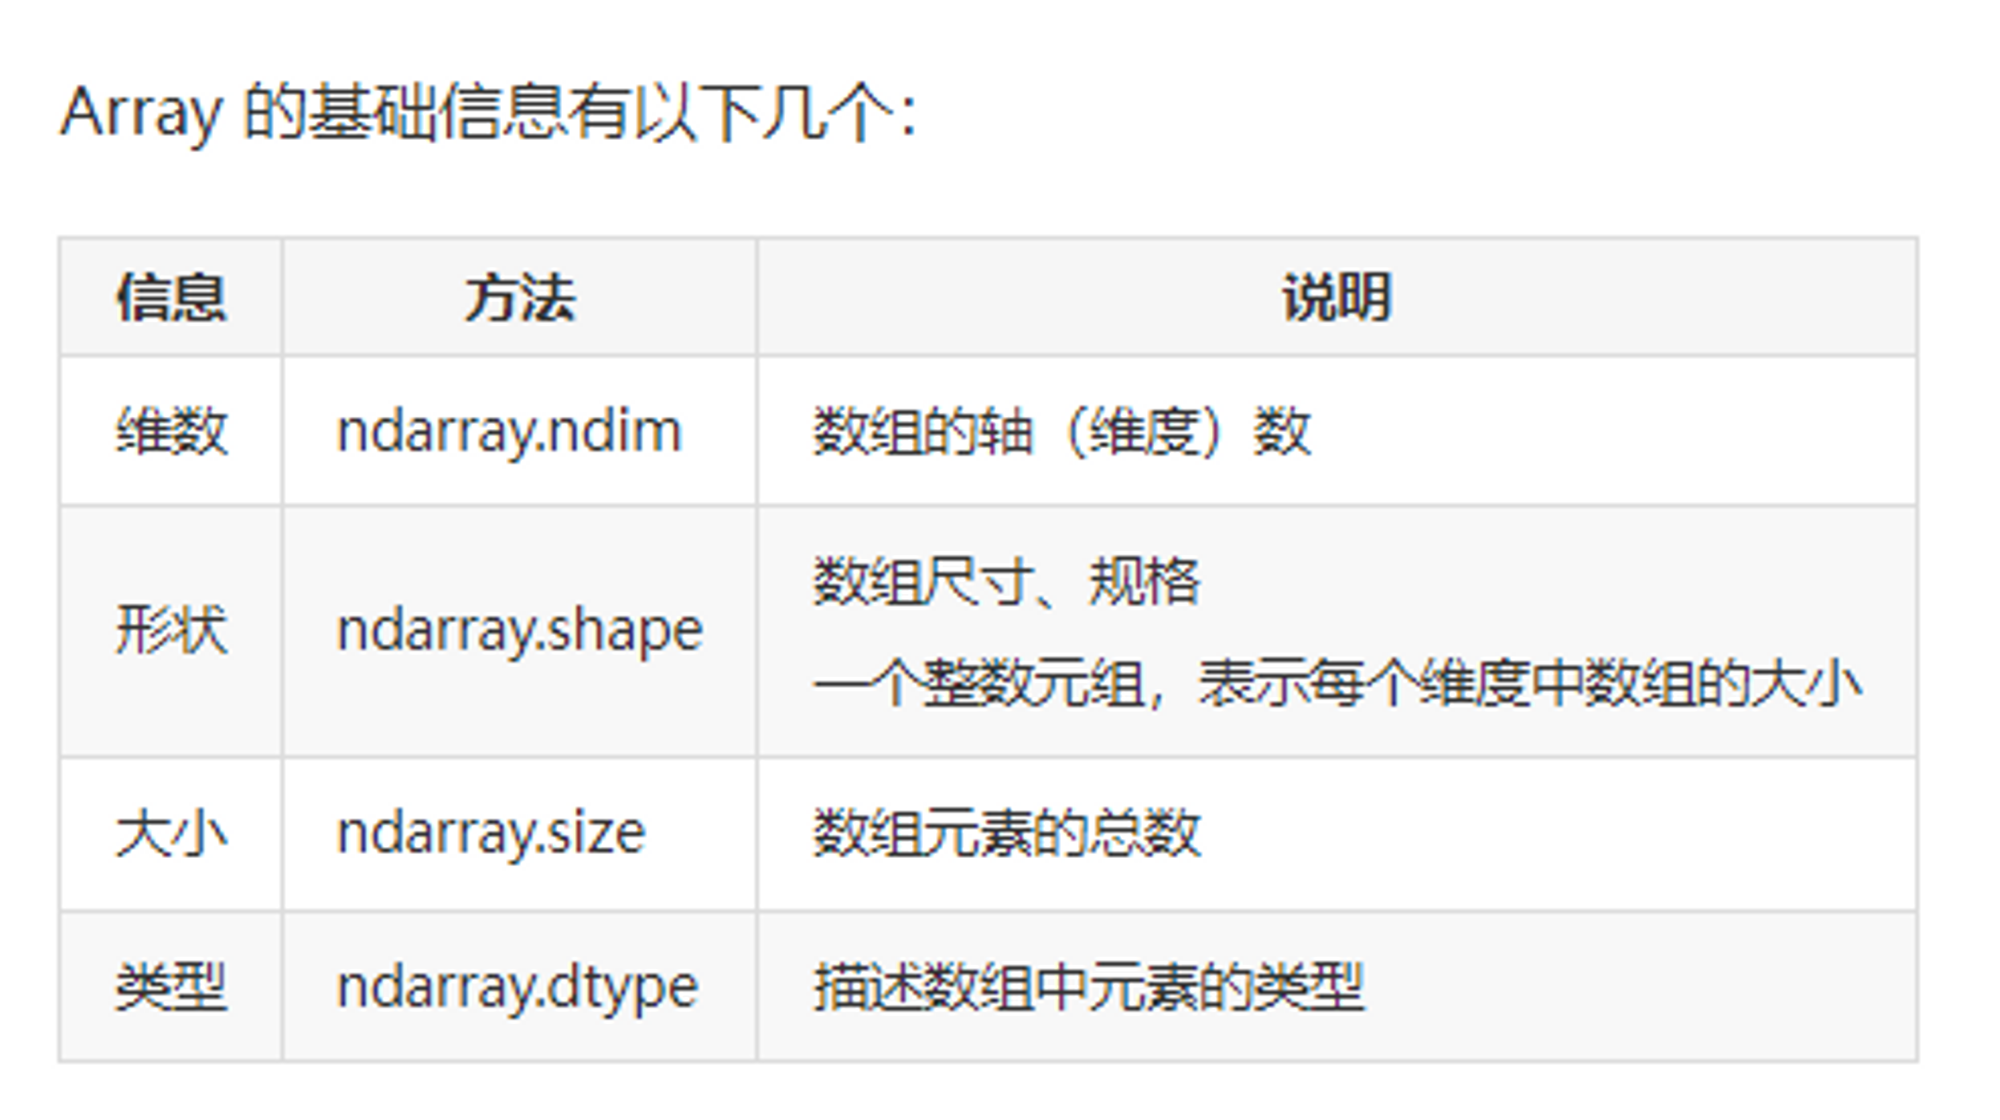 Array 的基础信息有以下几个：
信息 方法 说明
维数 ndarray.ndim 数组的轴（维度）数
形状 ndarray.shape 数组尺寸、规格
一个整数元组，表示每个维度中数组的大小
大小 ndarray.size 数组元素的总数
类型 ndarray.dtype 描述数组中元素的类型